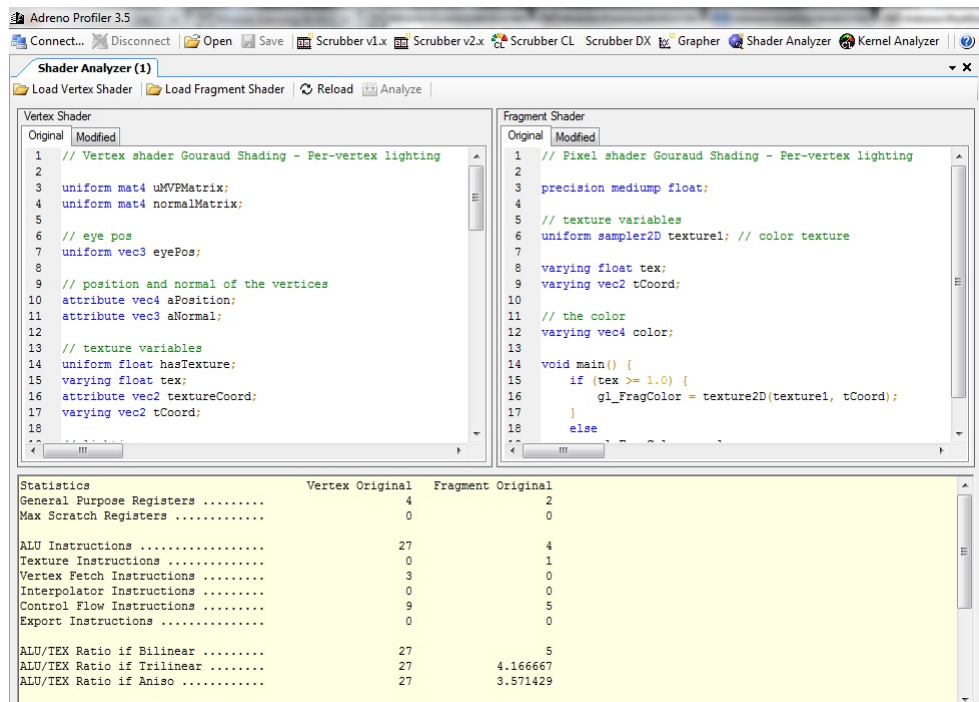 Adreno Profiler 3.5
Connect... Disconnect Open Save Scrubber v1.x Scrubber v2.x Scrubber CL Scrubber DX Grapher Shader Analyzer Kernel Analyzer
Shader Analyzer (1)
Load Vertex Shader Load Fragment Shader Reload Analyze
Vertex Shader
Original Modified
1 // Vertex shader Gouraud Shading - Per-vertex lighting
2
3 uniform mat4 uMVPMatrix;
4 uniform mat4 normalMatrix;
5
6 // eye pos
7 uniform vec3 eyePos;
8
9 // position and normal of the vertices
10 attribute vec4 aPosition;
11 attribute vec3 aNormal;
12
13 // texture variables
14 uniform float hasTexture;
15 varying float tex;
16 attribute vec2 textureCoord;
17 varying vec2 tCoord;
18
Fragment Shader
Original Modified
1 // Pixel shader Gouraud Shading - Per-vertex lighting
2
3 precision mediump float;
4
5 // texture variables
6 uniform sampler2D texture1; // color texture
7
8 varying float tex;
9 varying vec2 tCoord;
10
11 // the color
12 varying vec4 color;
13
14 void main() {
15 if (tex >= 1.0) {
16 gl_FragColor = texture2D(texture1, tCoord);
17 }
18 else
Statistics Vertex Original Fragment Original
General Purpose Registers ......... 4 2
Max Scratch Registers ............. 0 0
ALU Instructions .................. 27 4
Texture Instructions .............. 0 1
Vertex Fetch Instructions ......... 3 0
Interpolator Instructions ......... 0 0
Control Flow Instructions ......... 9 5
Export Instructions ............... 0 0
ALU/TEX Ratio if Bilinear ......... 27 5
ALU/TEX Ratio if Trilinear ........ 27 4.166667
ALU/TEX Ratio if Aniso ............ 27 3.571429